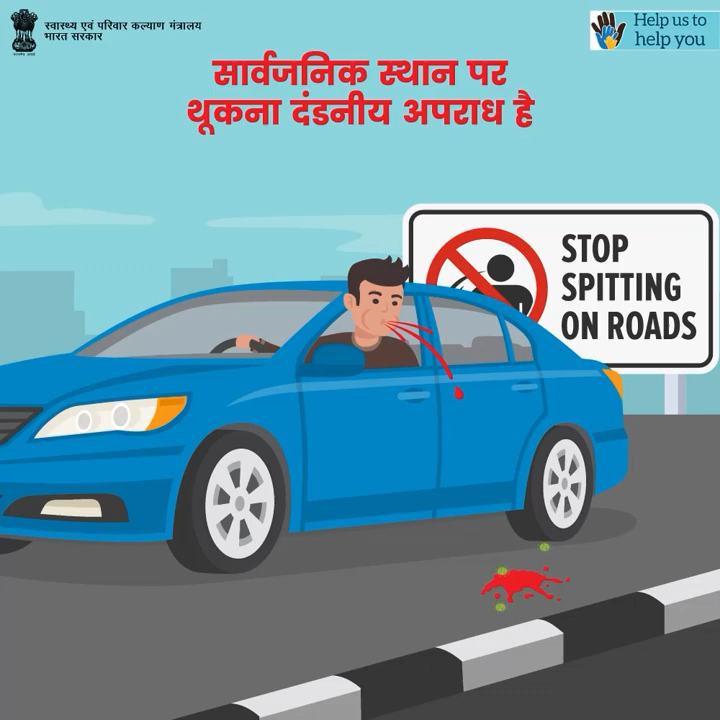 स्वास्थ्य एवं परिवार कल्याण मंत्रालय
भारत सरकार
Help us to
help you
सार्वजनिक स्थान पर
थूकना दंडनीय अपराध है
STOP
SPITTING
ON ROADS